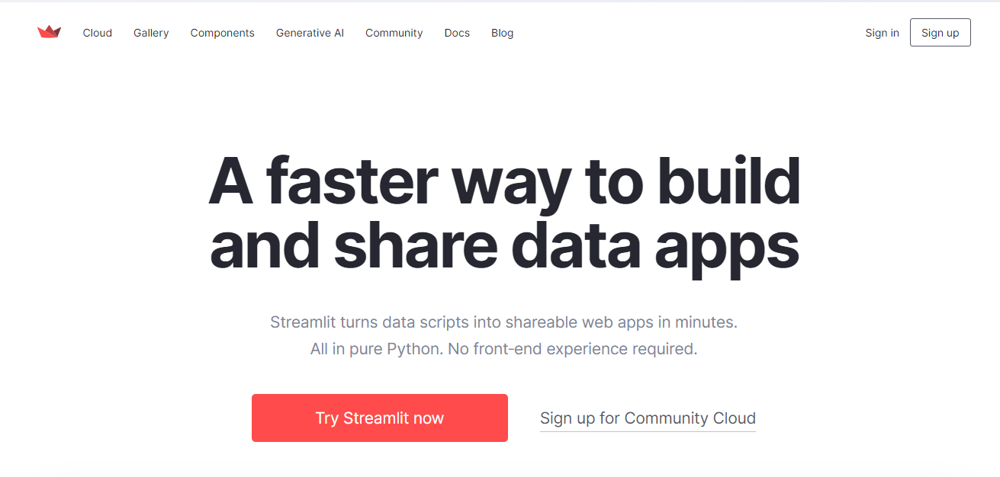 Cloud Gallery Components Generative AI Community Docs Blog Sign in Sign up
A faster way to build
and share data apps
Streamlit turns data scripts into shareable web apps in minutes.
All in pure Python. No front-end experience required.
Try Streamlit now Sign up for Community Cloud